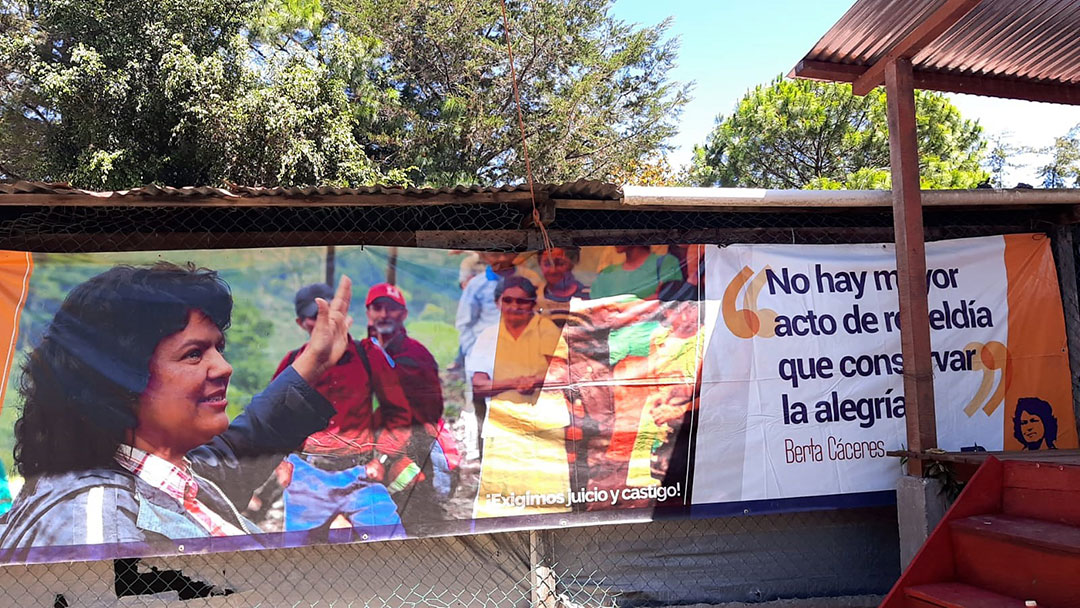 ¡Exigimos juicio y castigo!
No hay mayor
acto de rebeldía
que conservar
la alegría
Berta Cáceres